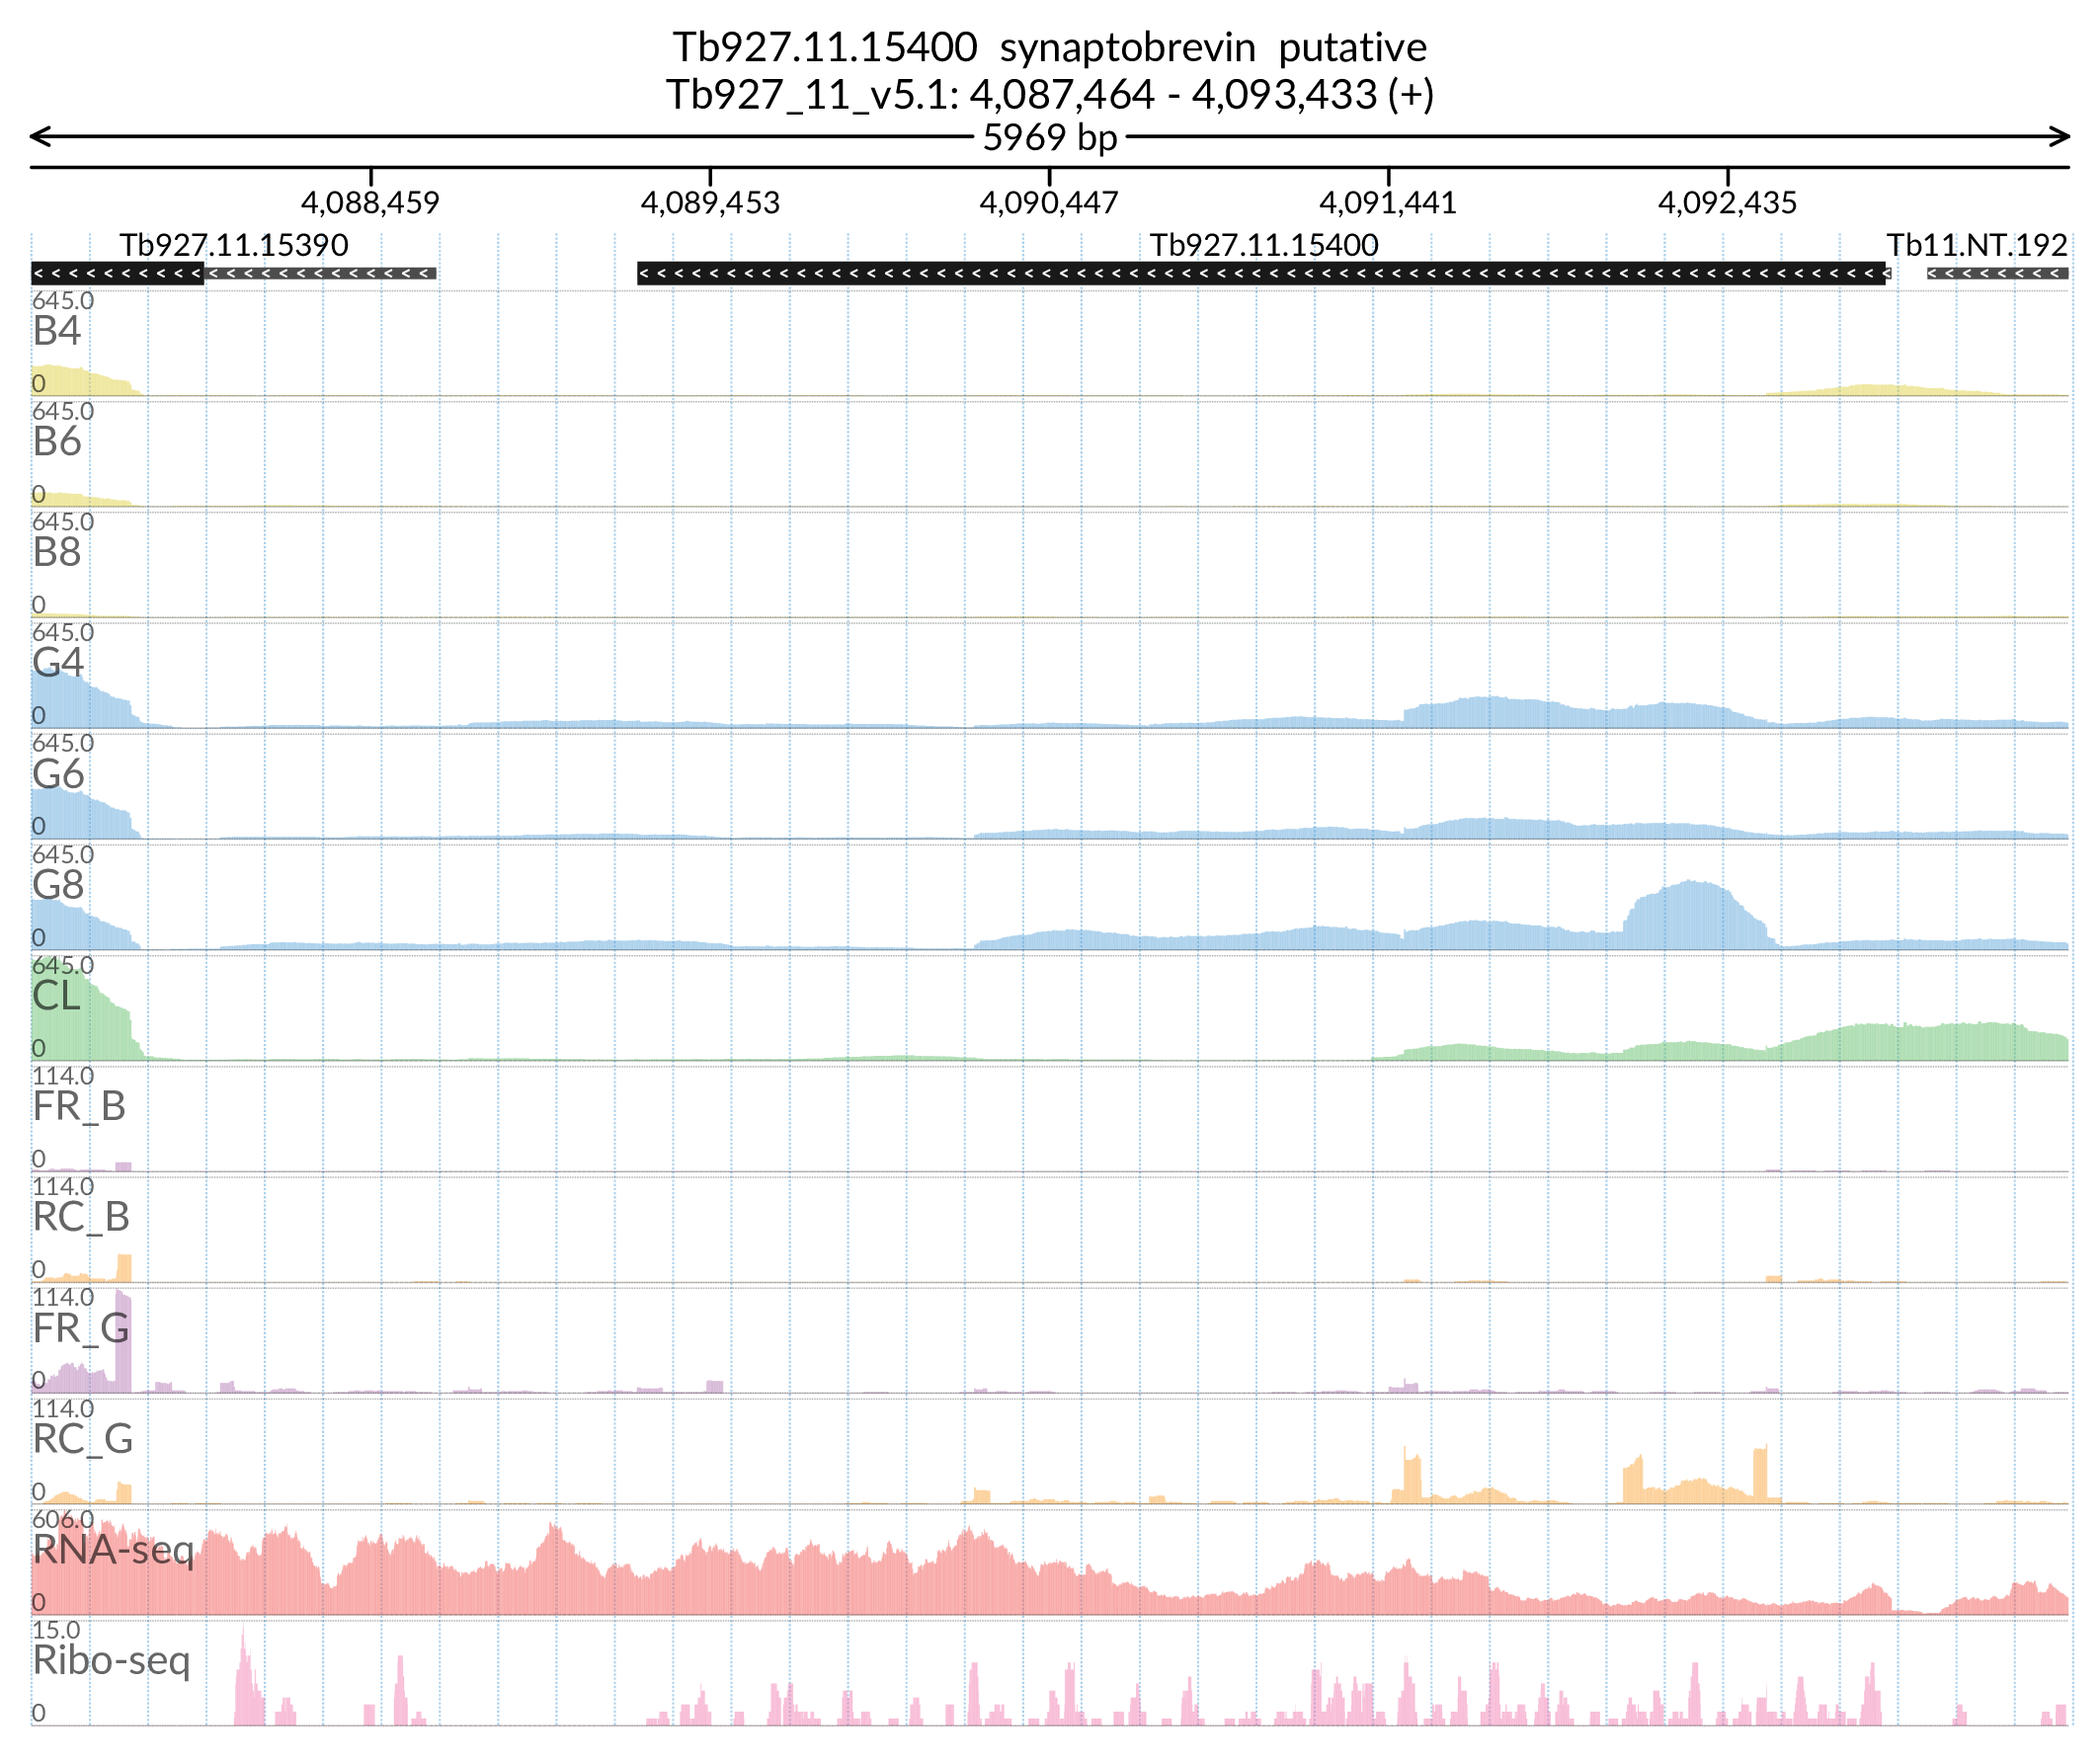 Tb927.11.15400 synaptobrevin putative
Tb927_11_v5.1: 4,087,464 - 4,093,433 (+)
5969 bp
4,088,459 4,089,453 4,090,447 4,091,441 4,092,435
Tb927.11.15390 Tb927.11.15400 Tb11.NT.192
645.0
B4
0
645.0
B6
0
645.0
B8
0
645.0
G4
0
645.0
G6
0
645.0
G8
0
645.0
CL
0
114.0
FR_B
0
114.0
RC_B
0
114.0
FR_G
0
114.0
RC_G
0
606.0
RNA-seq
0
15.0
Ribo-seq
0